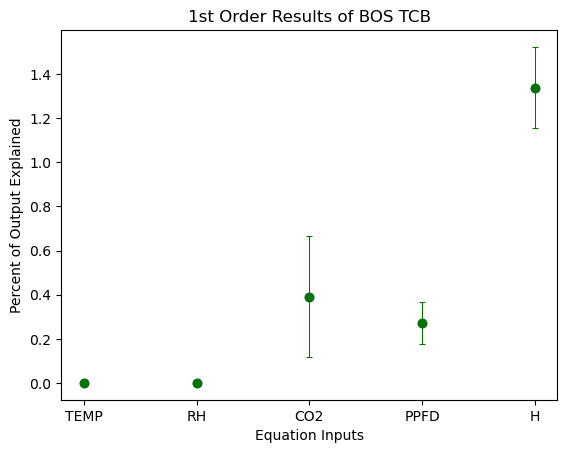 1st Order Results of BOS TCB
Percent of Output Explained
1.4
1.2
1.0
0.8
0.6
0.4
0.2
0.0
TEMP RH CO2 PPFD H
Equation Inputs